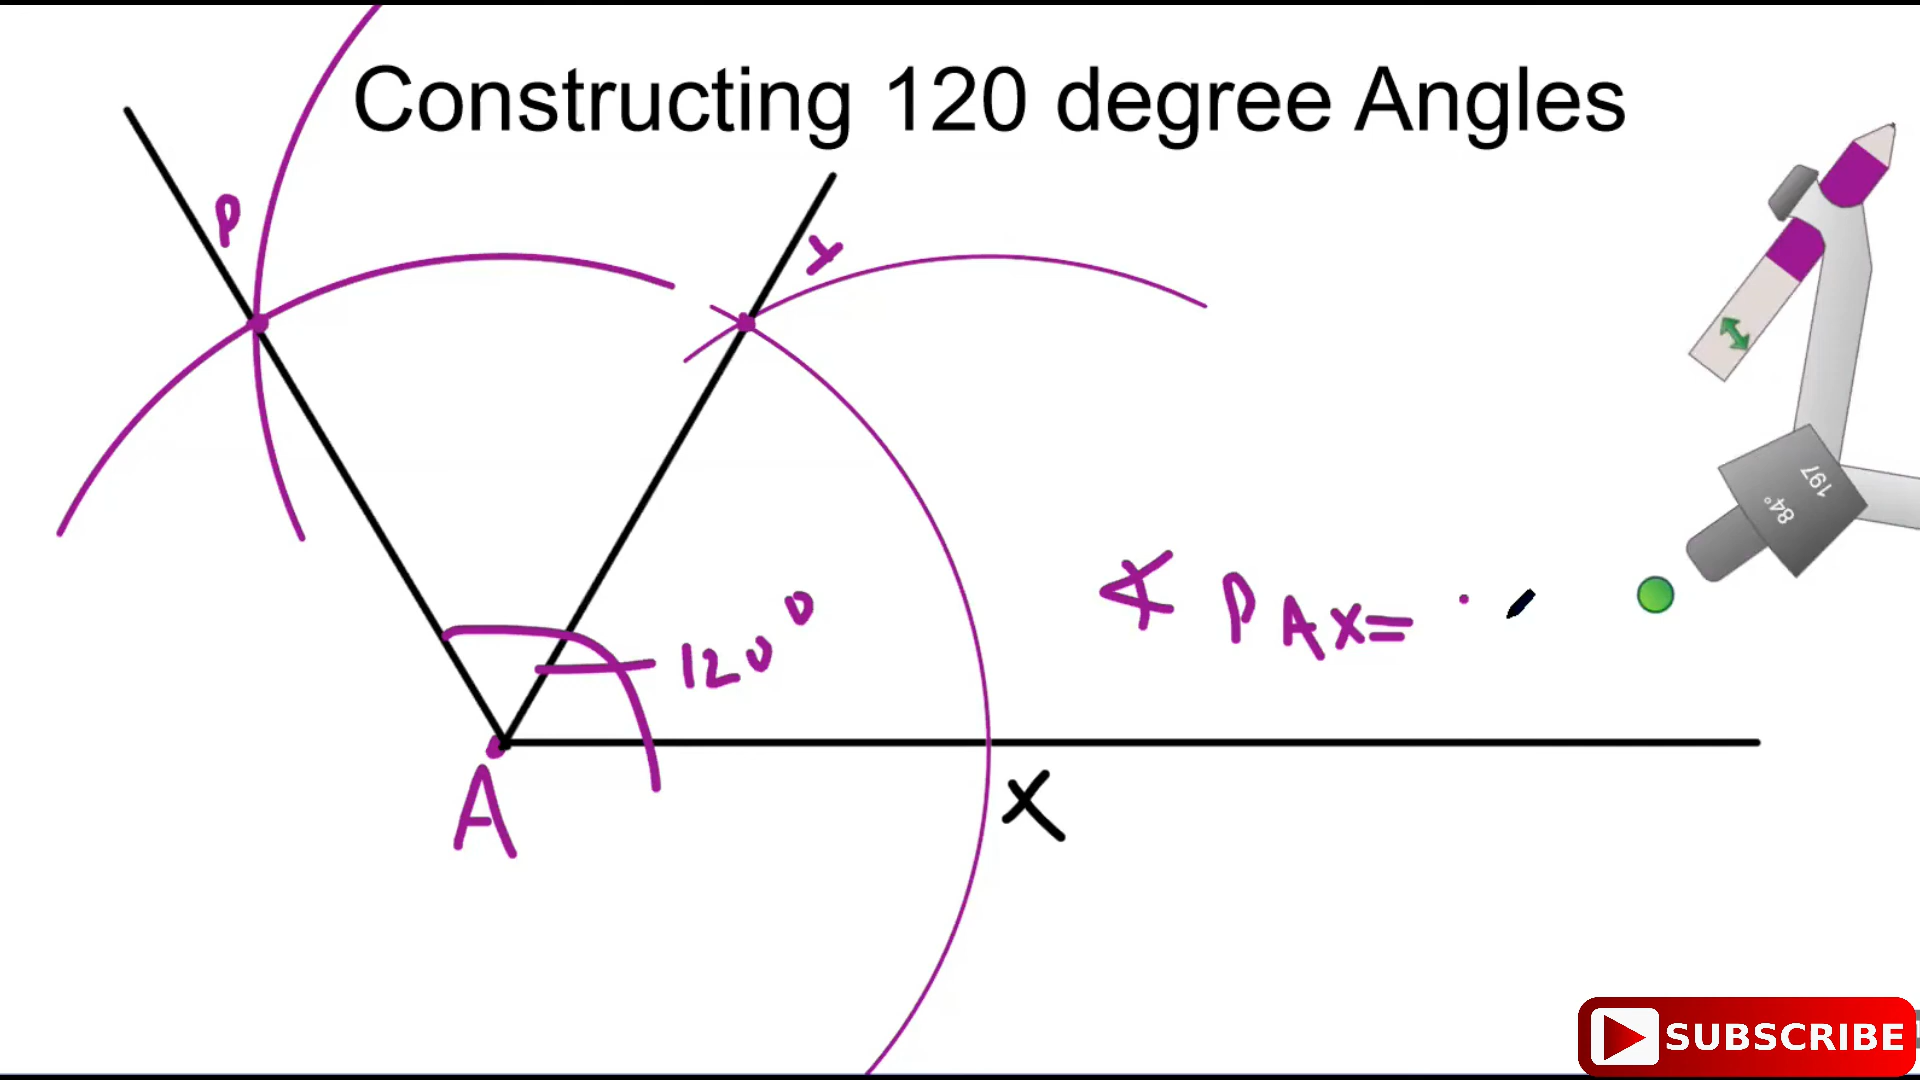 Constructing 120 degree Angles
P
Y
197
84°
120°
∢ PAX=
A
X
SUBSCRIBE